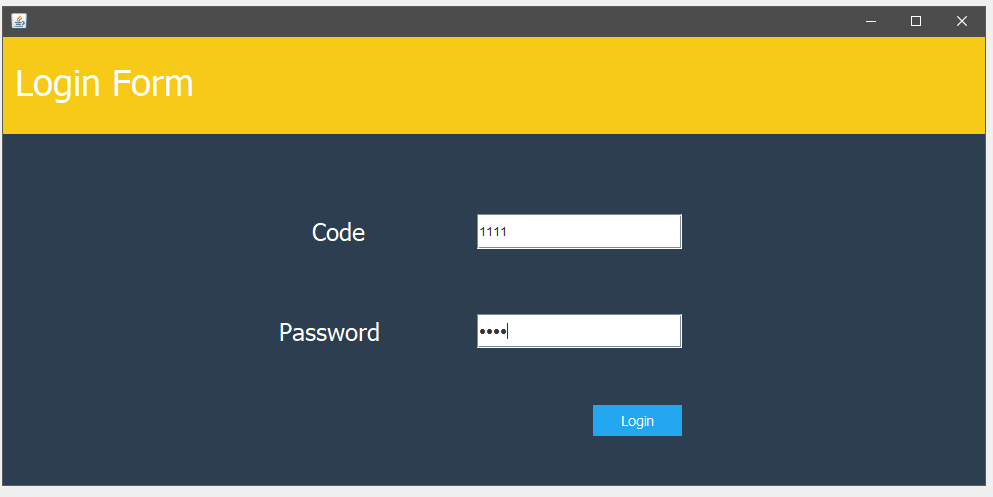 Login Form
Code
1111
Password
••••
Login